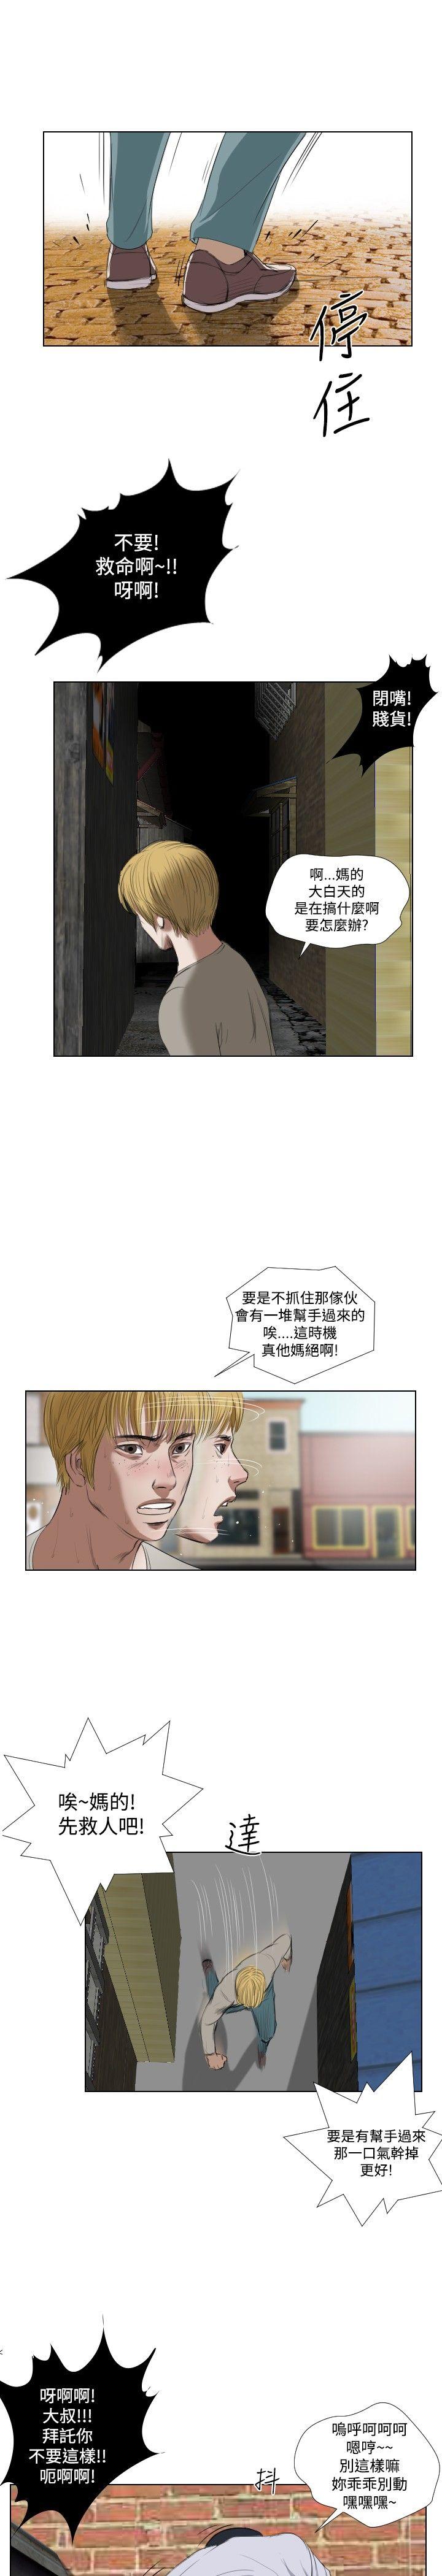 停
住
不要!
救命啊~!!
呀啊!
閉嘴!
賤貨!
啊...媽的
大白天的
是在搞什麼啊
要怎麼辦?
要是不抓住那傢伙
會有一堆幫手過來的
唉....這時機
真他媽絕啊!
唉~媽的!
先救人吧!
達
要是有幫手過來
那一口氣幹掉
更好!
呀啊啊!
大叔!!!
拜託你
不要這樣!!
呃啊啊!
嗚呼呵呵呵
嗯哼~~
別這樣嘛
妳乖乖別動
嘿嘿嘿~
抖